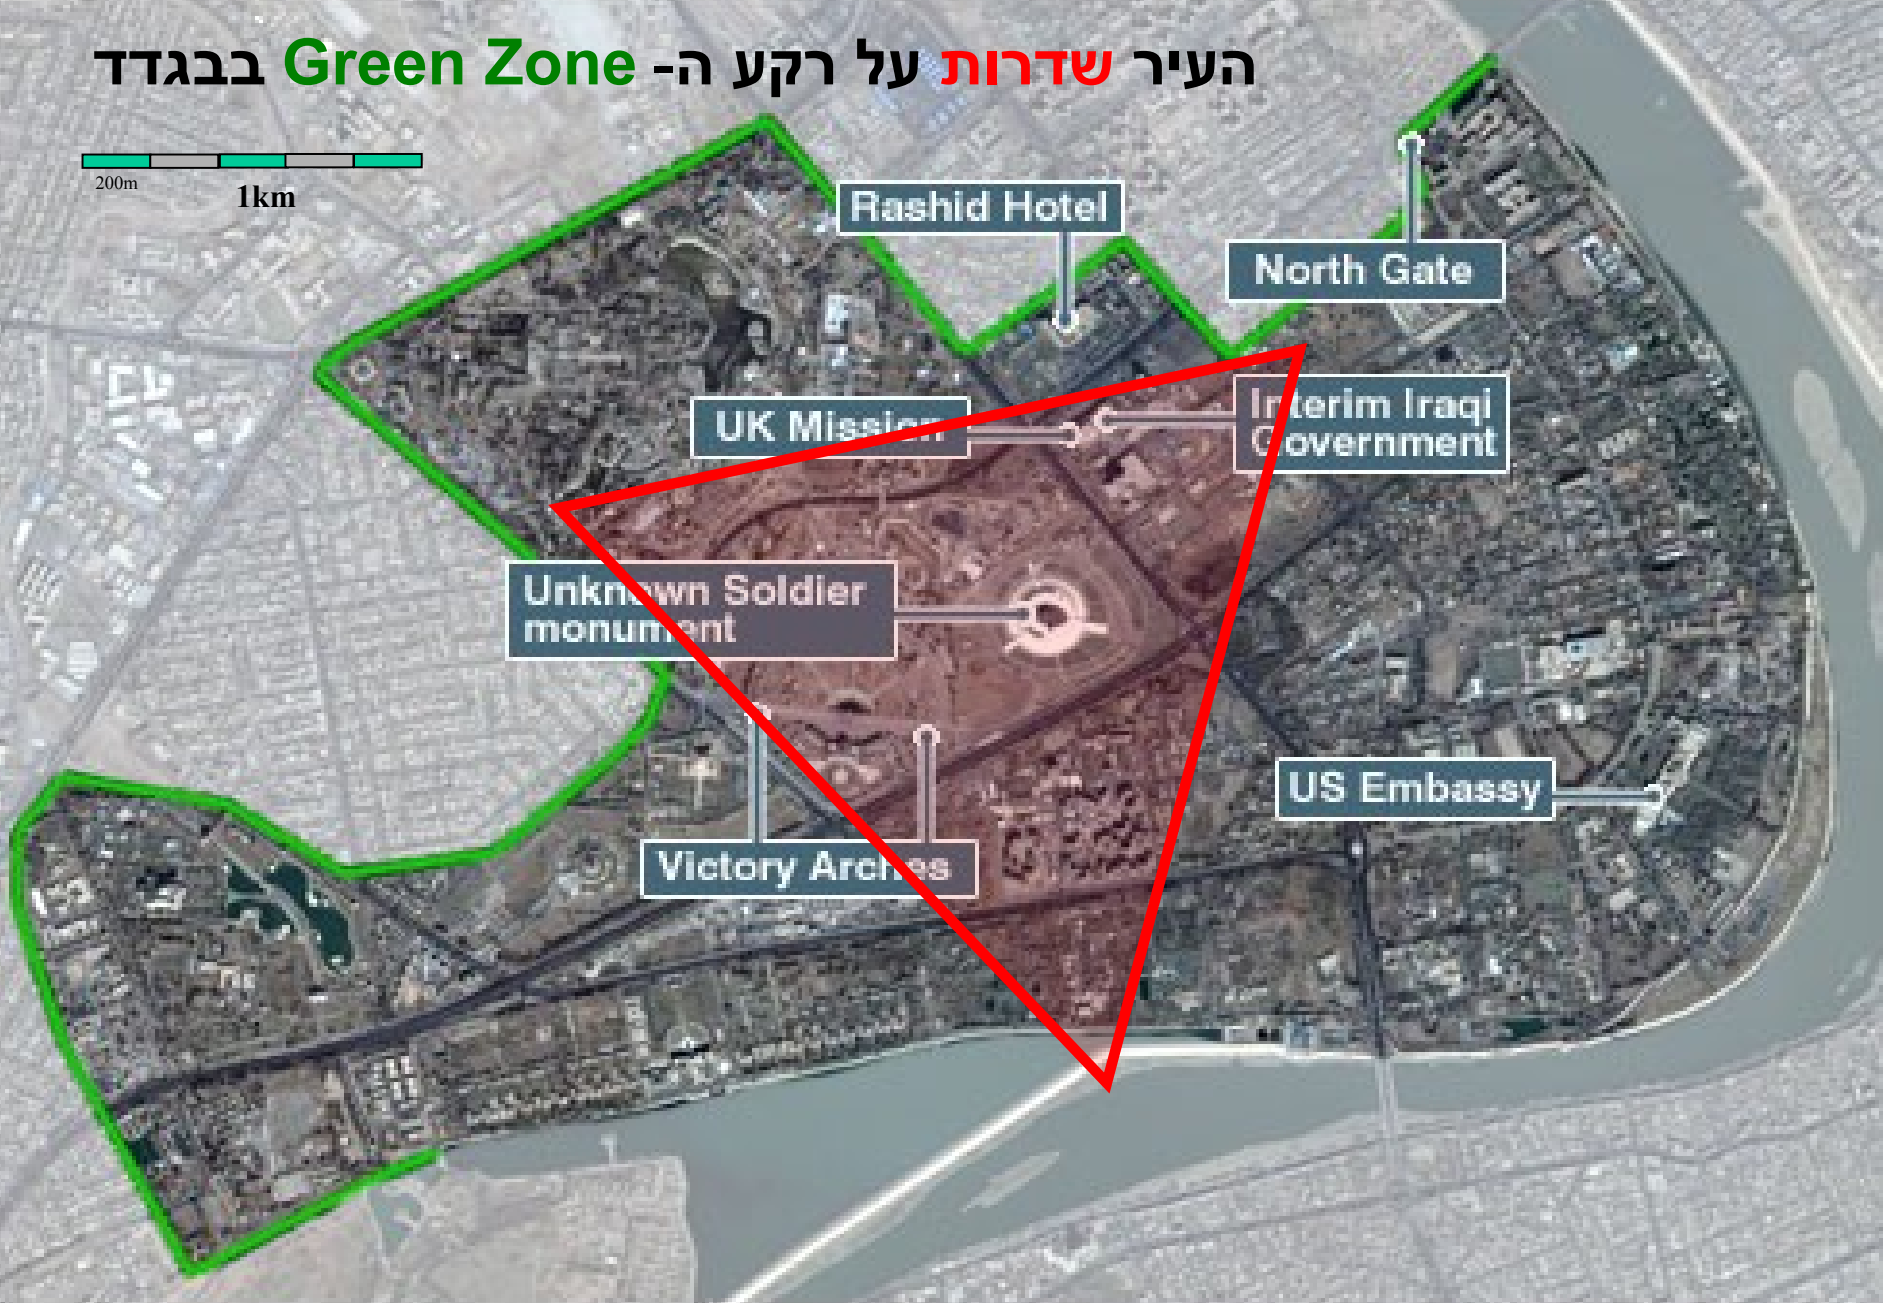 העיר שדרות על רקע ה- Green Zone בבגדד
200m
1km
Rashid Hotel
North Gate
UK Mission
Interim Iraqi
Government
Unknown Soldier
monument
US Embassy
Victory Arches